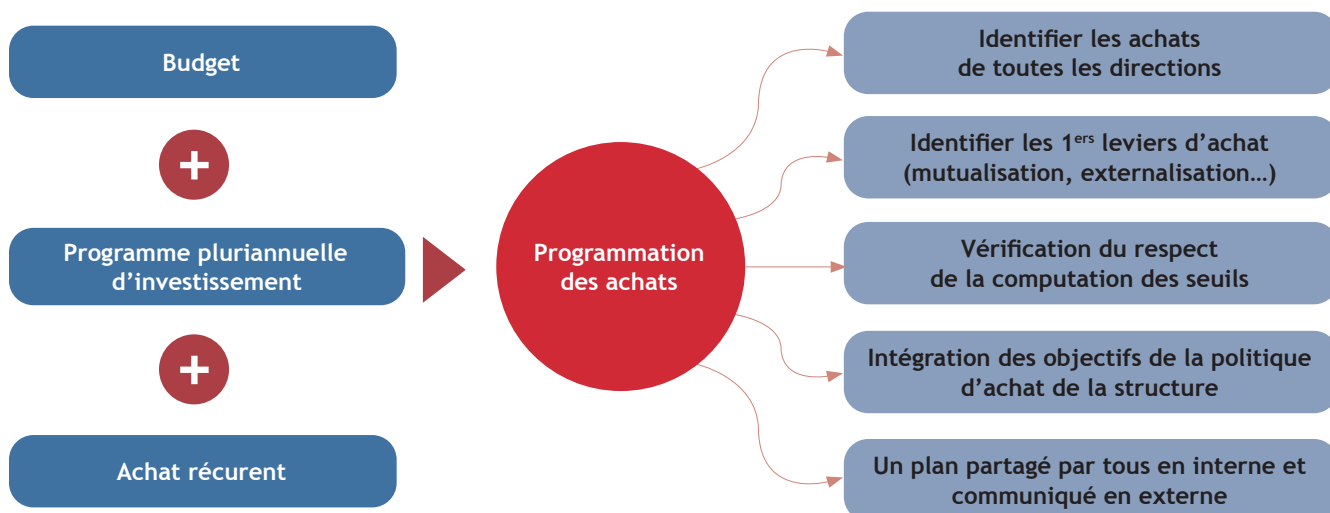 Budget
+
Programme pluriannuelle
d'investissement
+
Achat récurent
Programmation
des achats
Identifier les achats
de toutes les directions
Identifier les 1ers leviers d'achat
(mutualisation, externalisation…)
Vérification du respect
de la computation des seuils
Intégration des objectifs de la politique
d'achat de la structure
Un plan partagé par tous en interne et
communiqué en externe